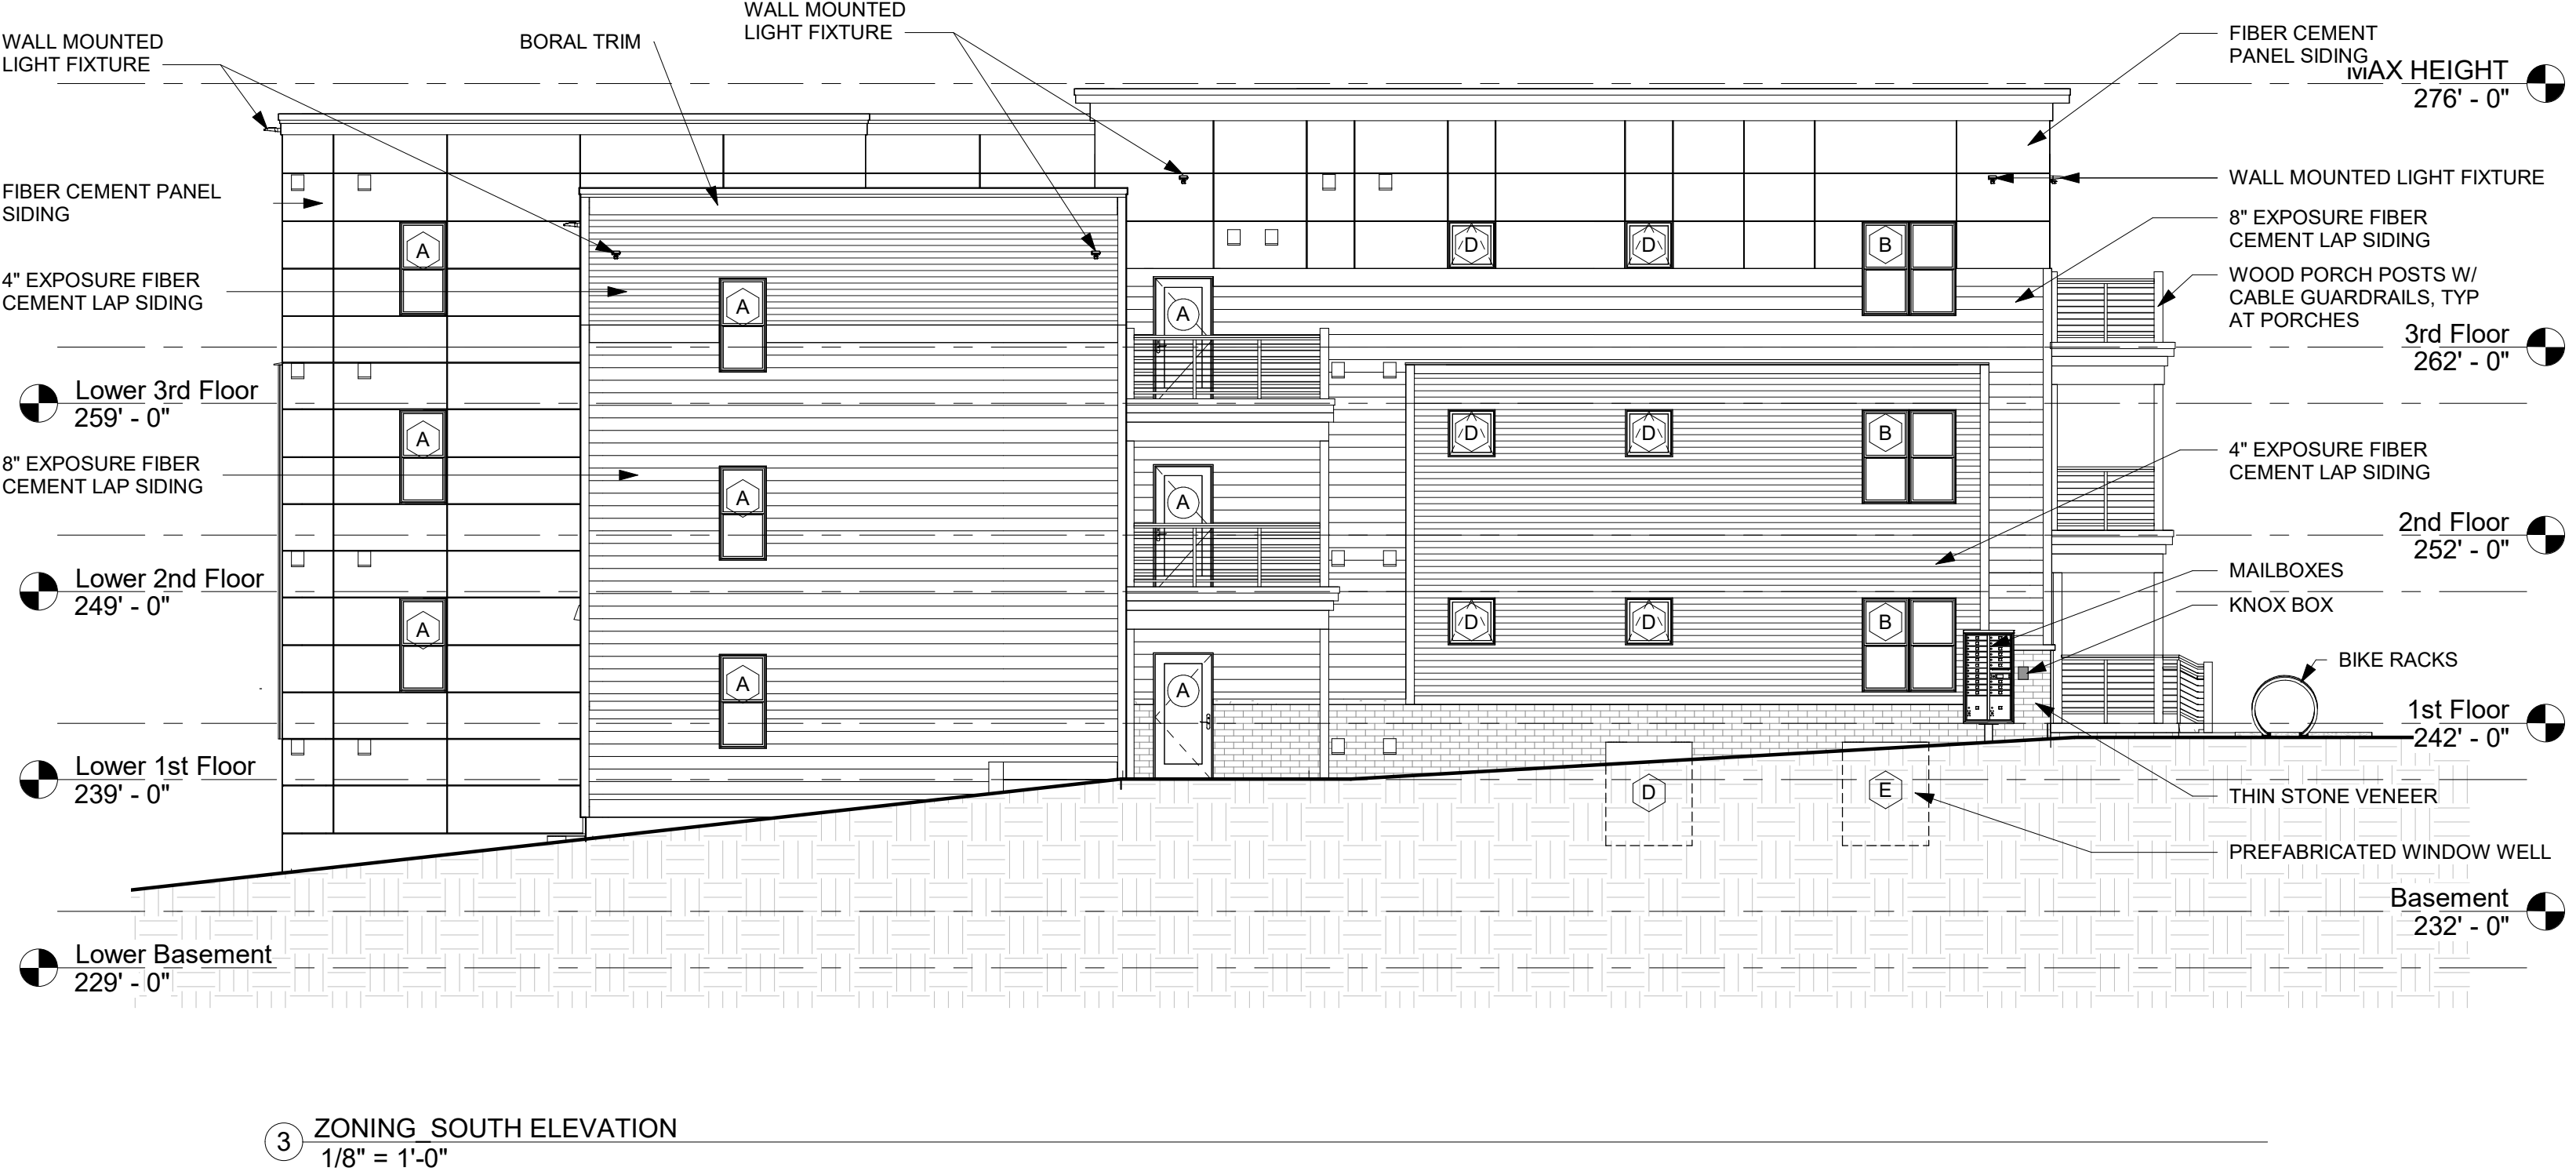 WALL MOUNTED
LIGHT FIXTURE
BORAL TRIM
WALL MOUNTED
LIGHT FIXTURE
FIBER CEMENT
PANEL SIDING
MAX HEIGHT
276' - 0"
FIBER CEMENT PANEL
SIDING
WALL MOUNTED LIGHT FIXTURE
8" EXPOSURE FIBER
CEMENT LAP SIDING
4" EXPOSURE FIBER
CEMENT LAP SIDING
WOOD PORCH POSTS W/
CABLE GUARDRAILS, TYP
AT PORCHES
3rd Floor
262' - 0"
Lower 3rd Floor
259' - 0"
8" EXPOSURE FIBER
CEMENT LAP SIDING
4" EXPOSURE FIBER
CEMENT LAP SIDING
2nd Floor
252' - 0"
Lower 2nd Floor
249' - 0"
MAILBOXES
KNOX BOX
BIKE RACKS
1st Floor
242' - 0"
Lower 1st Floor
239' - 0"
THIN STONE VENEER
PREFABRICATED WINDOW WELL
Basement
232' - 0"
Lower Basement
229' - 0"
A
D
D
B
A
A
A
D
D
B
A
A
A
D
D
B
A
A
A
D
E
3
ZONING_SOUTH ELEVATION
1/8" = 1'-0"